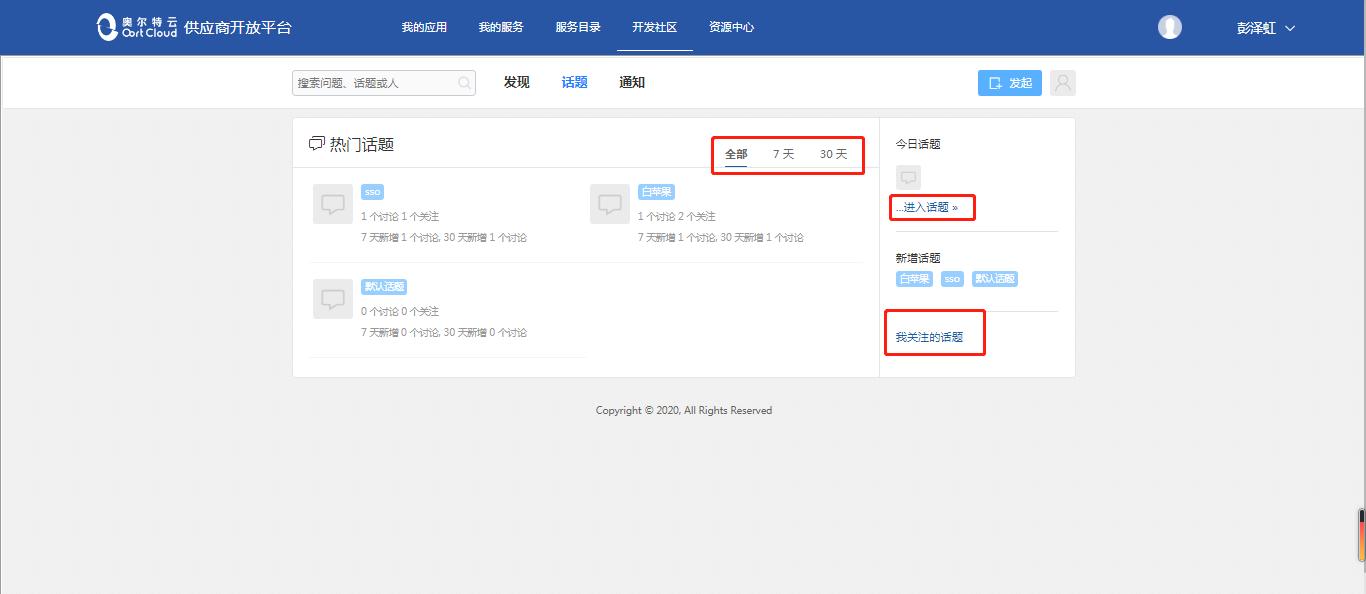 奥尔特云
Oort Cloud 供应商开放平台 我的应用 我的服务 服务目录 开发社区 资源中心 彭泽虹
搜索问题、话题或人 发现 话题 通知 发起
热门话题 全部 7 天 30 天
sso
1 个讨论 1 个关注
7 天新增 1 个讨论, 30 天新增 1 个讨论
白苹果
1 个讨论 2 个关注
7 天新增 1 个讨论, 30 天新增 1 个讨论
默认话题
0 个讨论 0 个关注
7 天新增 0 个讨论, 30 天新增 0 个讨论
今日话题
...进入话题 »
新增话题
白苹果 sso 默认话题
我关注的话题
Copyright © 2020, All Rights Reserved